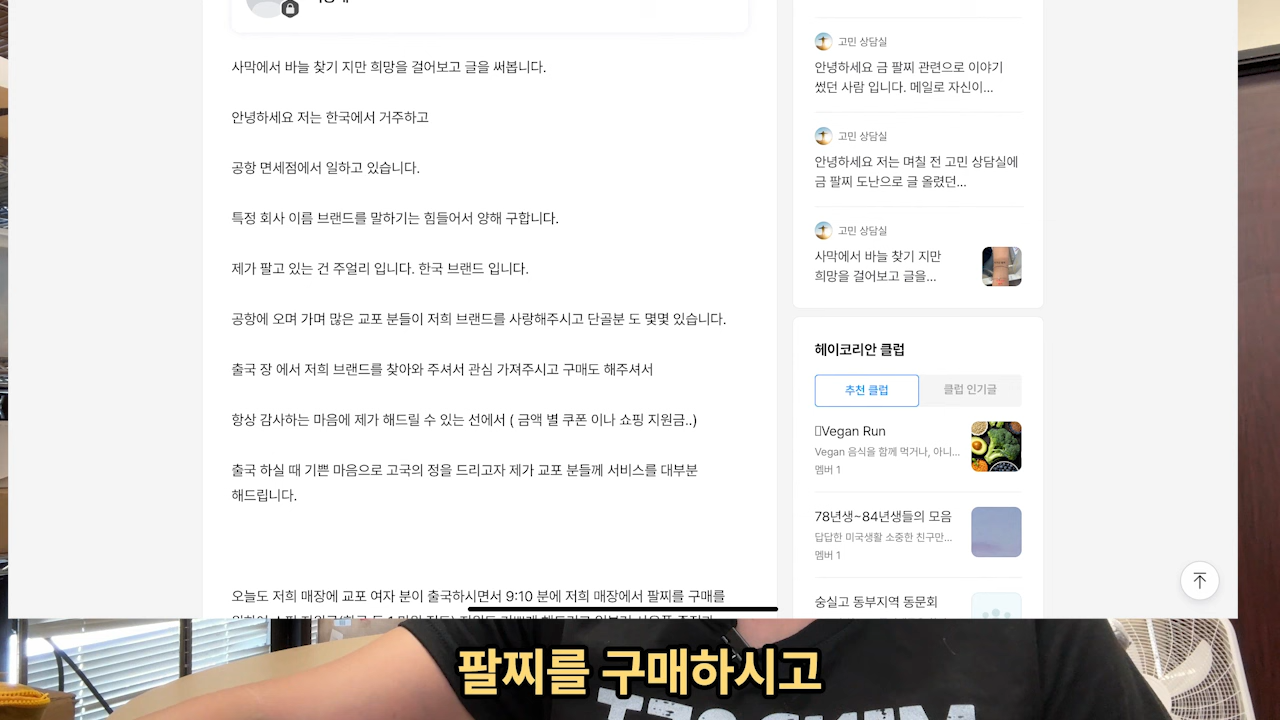 사막에서 바늘 찾기 지만 희망을 걸어보고 글을 써봅니다.
안녕하세요 저는 한국에서 거주하고
공항 면세점에서 일하고 있습니다.
특정 회사 이름 브랜드를 말하기는 힘들어서 양해 구합니다.
제가 팔고 있는 건 주얼리 입니다. 한국 브랜드 입니다.
공항에 오며 가며 많은 교포 분들이 저희 브랜드를 사랑해주시고 단골분 도 몇몇 있습니다.
출국 장 에서 저희 브랜드를 찾아와 주셔서 관심 가져주시고 구매도 해주셔서
항상 감사하는 마음에 제가 해드릴 수 있는 선에서 ( 금액 별 쿠폰 이나 쇼핑 지원금..)
출국 하실 때 기쁜 마음으로 고국의 정을 드리고자 제가 교포 분들께 서비스를 대부분
해드립니다.
오늘도 저희 매장에 교포 여자 분이 출국하시면서 9:10 분에 저희 매장에서 팔찌를 구매를
고민 상담실
안녕하세요 금 팔찌 관련으로 이야기
썼던 사람 입니다. 메일로 자신이...
고민 상담실
안녕하세요 저는 며칠 전 고민 상담실에
금 팔찌 도난으로 글 올렸던...
고민 상담실
사막에서 바늘 찾기 지만
희망을 걸어보고 글을...
헤이코리안 클럽
추천 클럽
클럽 인기글
Vegan Run
Vegan 음식을 함께 먹거나, 아니...
멤버 1
78년생~84년생들의 모음
답답한 미국생활 소중한 친구만...
멤버 1
숭실고 동부지역 동문회
팔찌를 구매하시고